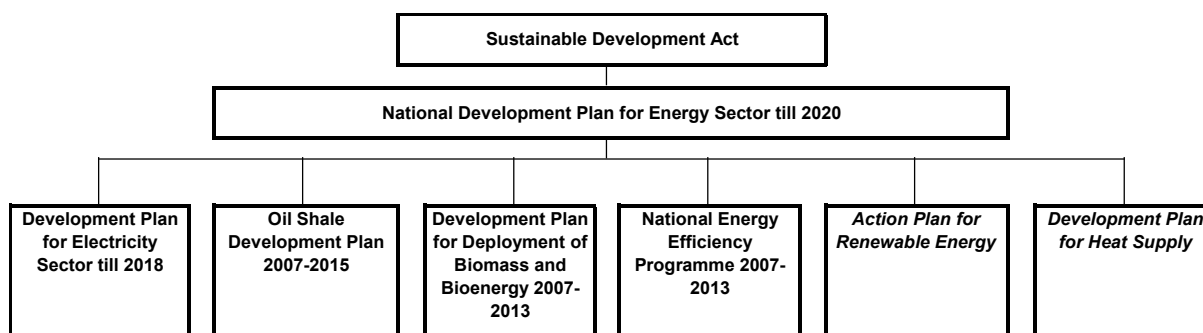 Sustainable Development Act
National Development Plan for Energy Sector till 2020
Development Plan
for Electricity
Sector till 2018
Oil Shale
Development Plan
2007-2015
Development Plan
for Deployment of
Biomass and
Bioenergy 2007-
2013
National Energy
Efficiency
Programme 2007-
2013
Action Plan for
Renewable Energy
Development Plan
for Heat Supply